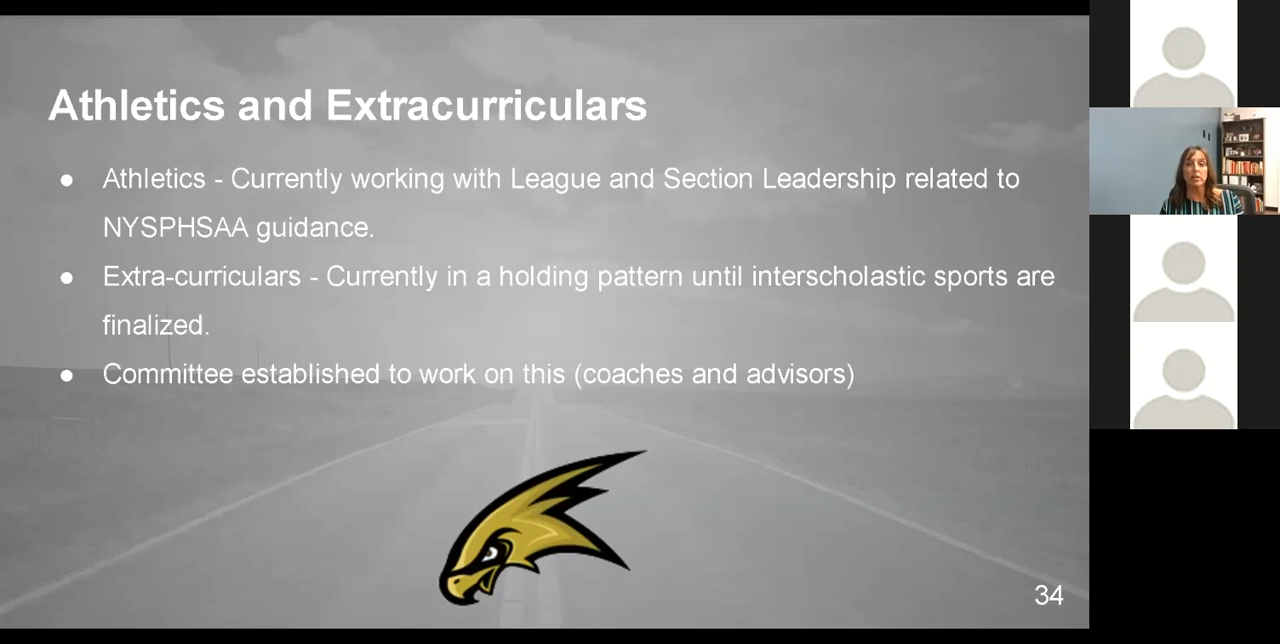 Athletics and Extracurriculars
● Athletics - Currently working with League and Section Leadership related to
NYSPHSAA guidance.
● Extra-curriculars - Currently in a holding pattern until interscholastic sports are
finalized.
● Committee established to work on this (coaches and advisors)
34